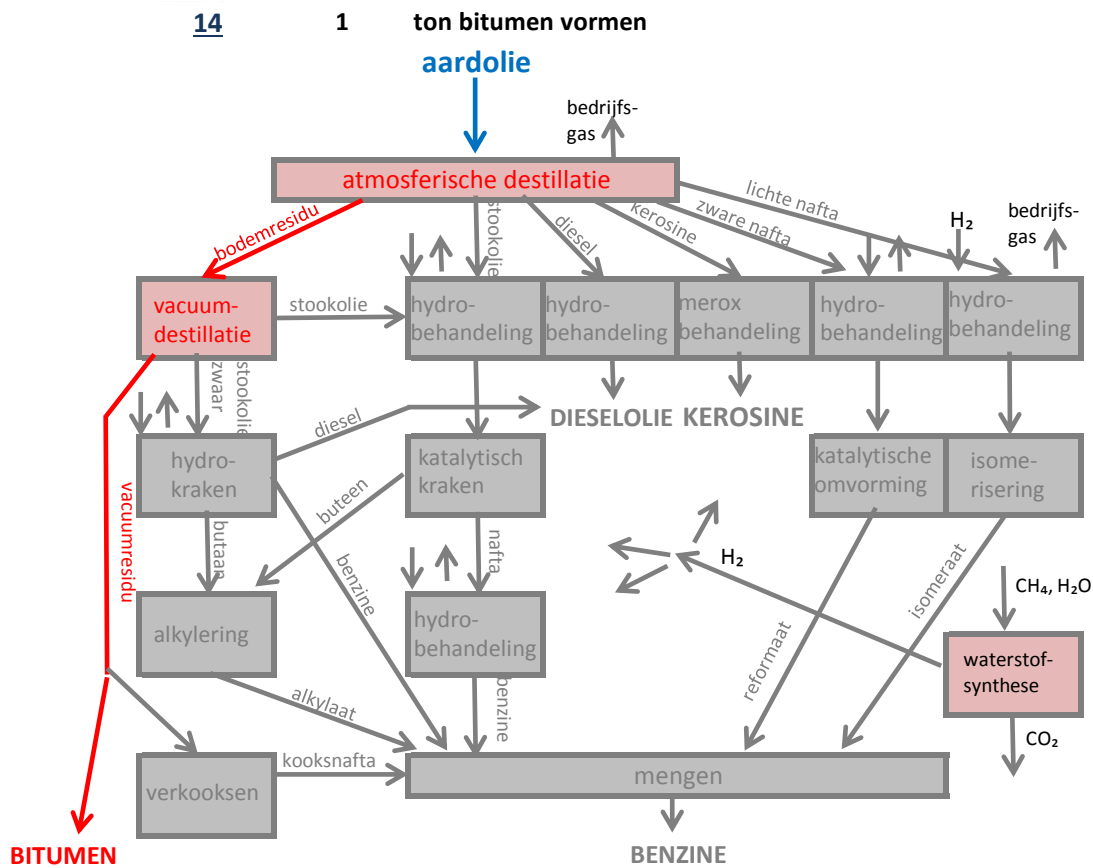 14 1 ton bitumen vormen
aardolie
bedrijfs-
gas
atmosferische destillatie
bodemresidu
stookolie
diesel
kerosine
zware nafta
lichte nafta
H₂
bedrijfs-
gas
vacuum-
destillatie
stookolie
hydro-
behandeling
hydro-
behandeling
merox
behandeling
hydro-
behandeling
hydro-
behandeling
zwaar
stookolie
diesel
DIESELOLIE
KEROSINE
hydro-
kraken
katalytisch
kraken
katalytische
omvorming
isome-
risering
vacuumresidu
butaan
buteen
benzine
nafta
H₂
reformaat
isomeraat
CH₄, H₂O
alkylering
hydro-
behandeling
waterstof-
synthese
alkylaat
benzine
CO₂
verkooksen
kooksnafta
mengen
BITUMEN
BENZINE